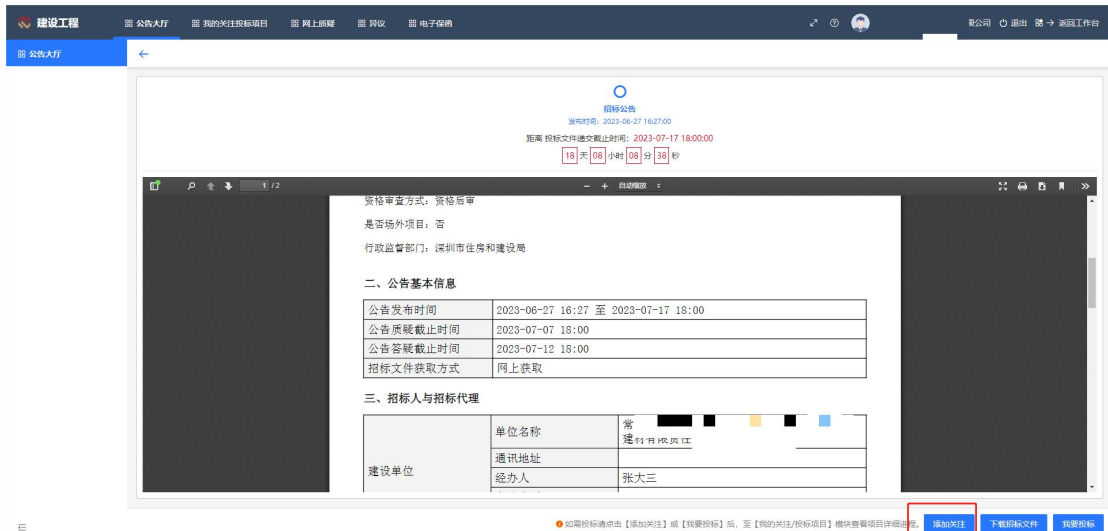 建设工程 公告大厅 我的关注投标项目 网上质疑 异议 电子保函 限公司 退出 返回工作台
公告大厅
招标公告
发布时间：2023-06-27 16:27:00
距离 投标文件递交截止时间：2023-07-17 18:00:00
18 天 08 小时 08 分 38 秒
1 / 2 自动缩放
资格审查方式：资格后审
是否场外项目：否
行政监督部门：深圳市住房和建设局
二、公告基本信息
公告发布时间 2023-06-27 16:27 至 2023-07-17 18:00
公告质疑截止时间 2023-07-07 18:00
公告答疑截止时间 2023-07-12 18:00
招标文件获取方式 网上获取
三、招标人与招标代理
建设单位
单位名称 常
建材有限责任
通讯地址
经办人 张大三
如需投标请点击【添加关注】或【我要投标】后，至【我的关注/投标项目】模块查看项目详细进程。 添加关注 下载招标文件 我要投标